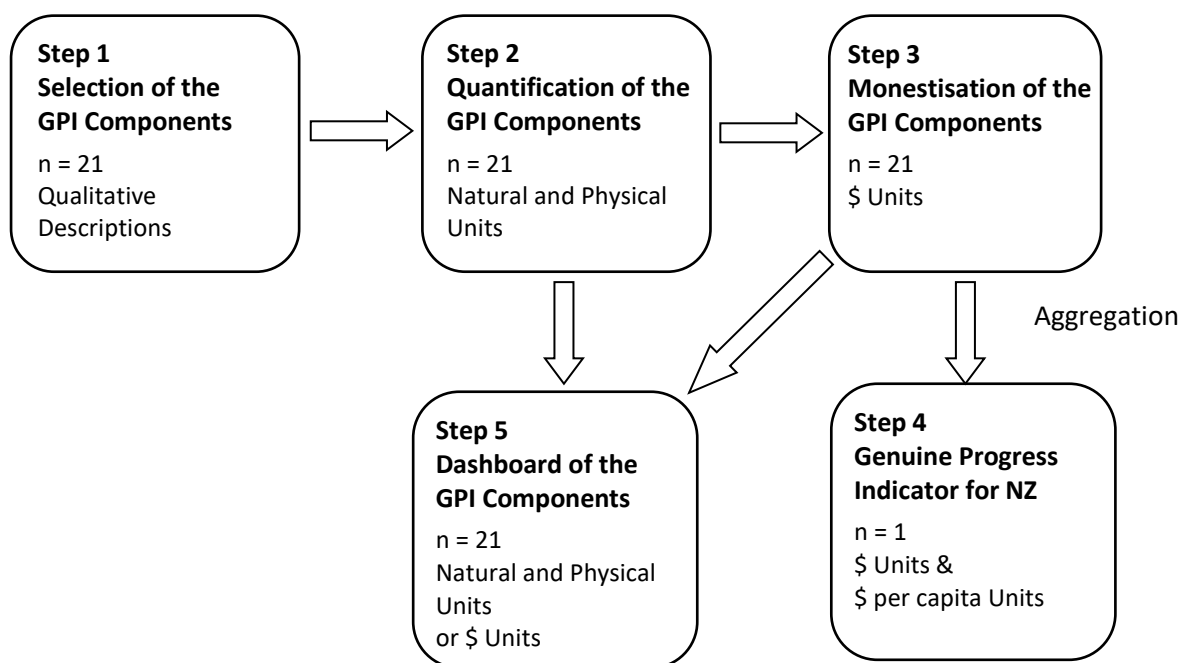 Step 1
Selection of the
GPI Components
n = 21
Qualitative
Descriptions
Step 2
Quantification of the
GPI Components
n = 21
Natural and Physical
Units
Step 3
Monestisation of the
GPI Components
n = 21
$ Units
Aggregation
Step 5
Dashboard of the
GPI Components
n = 21
Natural and Physical
Units
or $ Units
Step 4
Genuine Progress
Indicator for NZ
n = 1
$ Units &
$ per capita Units